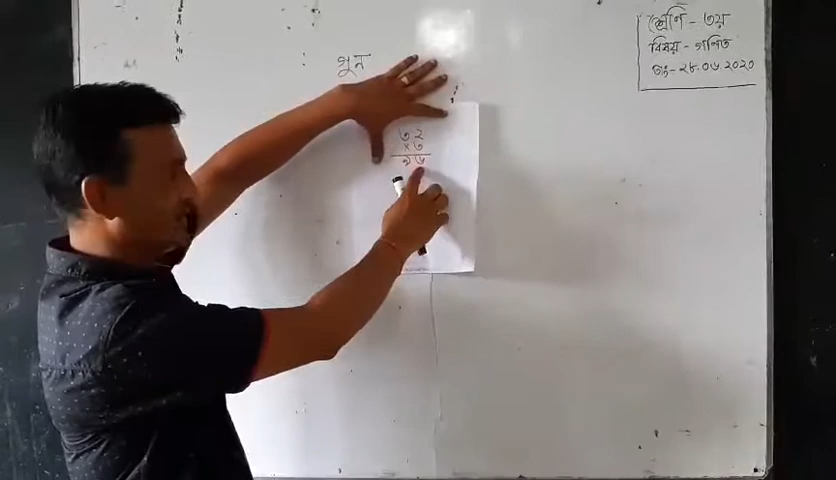 গুন
৩২
×৩
৯৬
শ্রেণি - ৩য়
বিষয় - গণিত
তাং - ২৮.০৬.২০২০